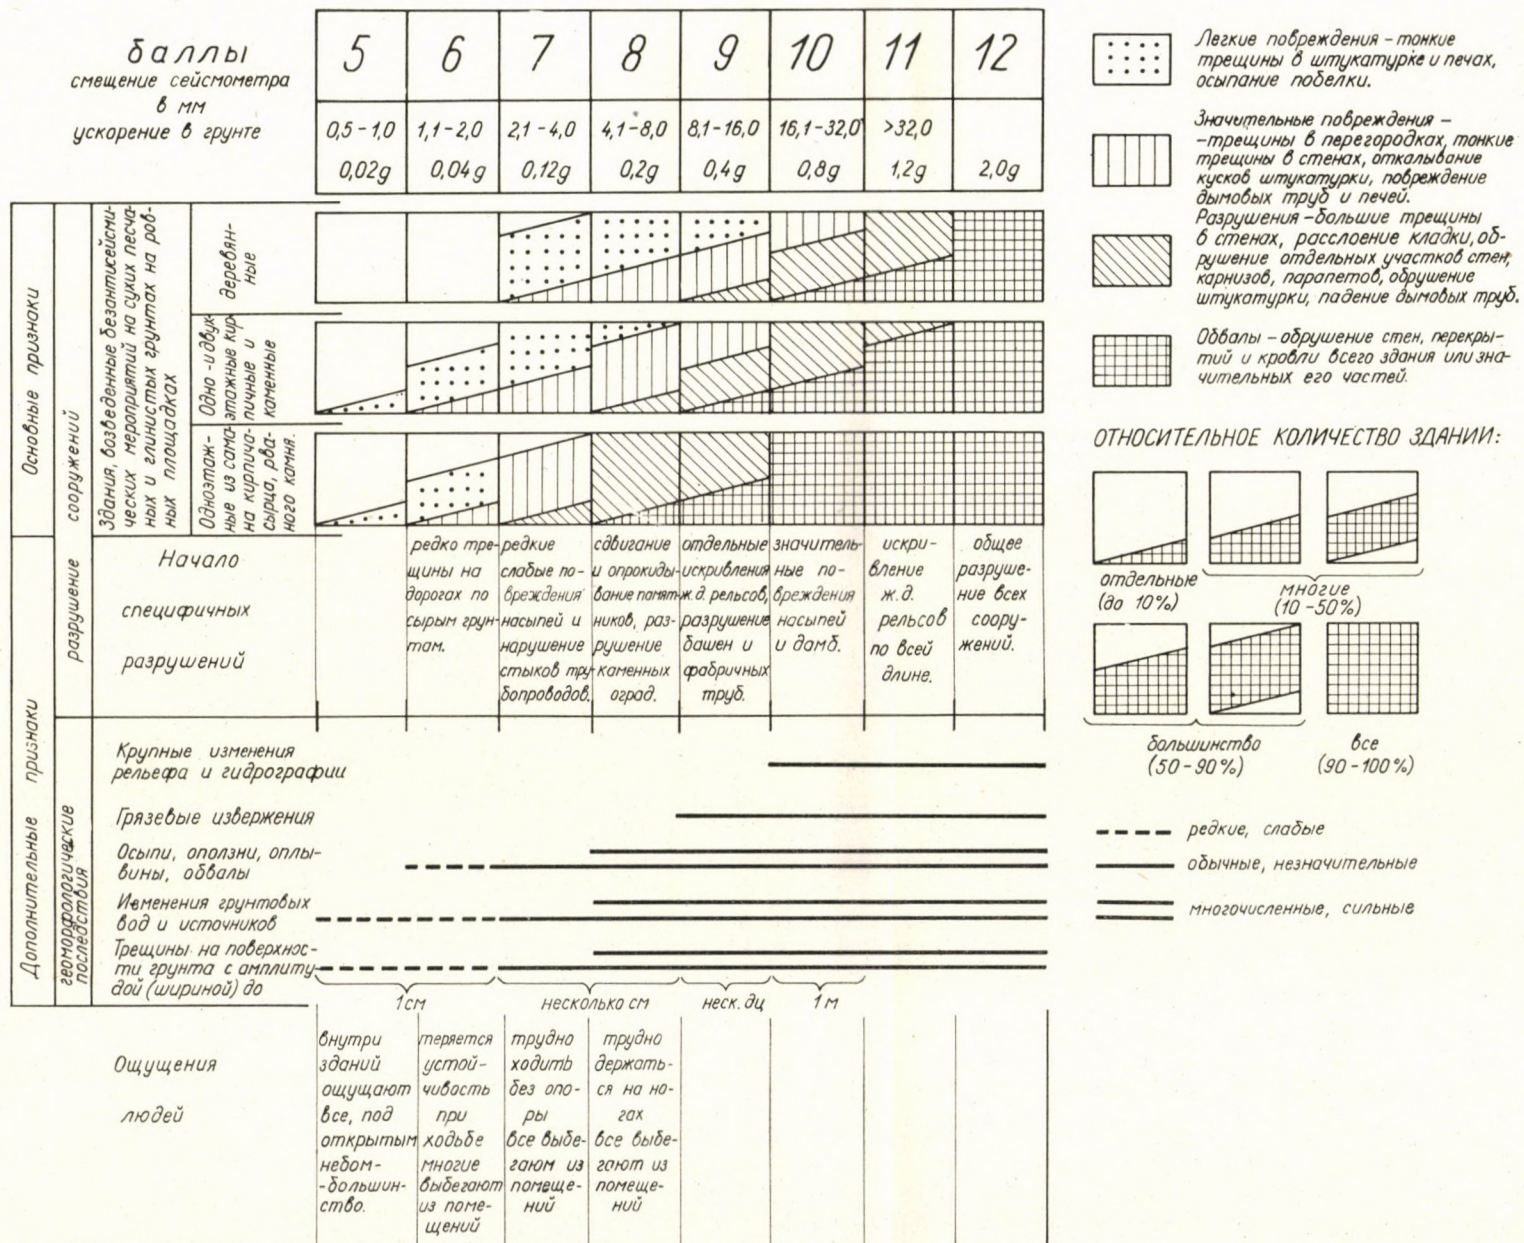 баллы
смещение сейсмометра
в мм
ускорение в грунте
5 6 7 8 9 10 11 12
0,5-1,0 1,1-2,0 2,1-4,0 4,1-8,0 8,1-16,0 16,1-32,0 >32,0
0,02g 0,04g 0,12g 0,2g 0,4g 0,8g 1,2g 2,0g
Основные признаки
Дополнительные признаки
разрушение сооружений
геоморфологические
последствия
Здания, возведенные безантисейсми-
ческих мероприятий на сухих песча-
ных и глинистых грунтах на ров-
ных площадках
деревян-
ные
Одно-и двух-
этажные кир-
пичные и
каменные
Одноэтаж-
ные из сама-
на кирпича-
сырца, рва-
ного камня.
Начало
специфичных
разрушений
редко тре-
щины на
дорогах по
сырым грун-
там.
редкие
слабые по-
вреждения
насыпей и
нарушение
стыков тру-
бопроводов.
сдвигание
и опрокиды-
вание памят-
ников, раз-
рушение
каменных
оград.
отдельные
искривления
ж.д. рельсов,
разрушение
башен и
фабричных
труб.
значитель-
ные по-
вреждения
насыпей
и дамб.
искри-
вление
ж.д.
рельсов
по всей
длине.
общее
разруше-
ние всех
соору-
жений.
Крупные изменения
рельефа и гидрографии
Грязевые извержения
Осыпи, оползни, оплы-
вины, обвалы
Изменения грунтовых
вод и источников
Трещины на поверхнос-
ти грунта с амплиту-
дой (шириной) до
1см несколько см неск. дц 1 м
Ощущения
людей
внутри
зданий
ощущают
все, под
открытым
небом-
-большин-
ство.
теряется
устой-
чивость
при
ходьбе
многие
выбегают
из поме-
щений
трудно
ходить
без опо-
ры
все выбе-
гают из
помеще-
ний
трудно
держать-
ся на но-
гах
все выбе-
гают из
помеще-
ний
Легкие повреждения - тонкие
трещины в штукатурке и печах,
осыпание побелки.
Значительные повреждения -
-трещины в перегородках, тонкие
трещины в стенах, откалывание
кусков штукатурки, повреждение
дымовых труб и печей.
Разрушения - большие трещины
в стенах, расслоение кладки, об-
рушение отдельных участков стен,
карнизов, парапетов, обрушение
штукатурки, падение дымовых труб.
Обвалы - обрушение стен, перекры-
тий и кровли всего здания или зна-
чительных его частей.
ОТНОСИТЕЛЬНОЕ КОЛИЧЕСТВО ЗДАНИИ:
отдельные
(до 10%)
многие
(10-50%)
большинство
(50-90%)
все
(90-100%)
редкие, слабые
обычные, незначительные
многочисленные, сильные